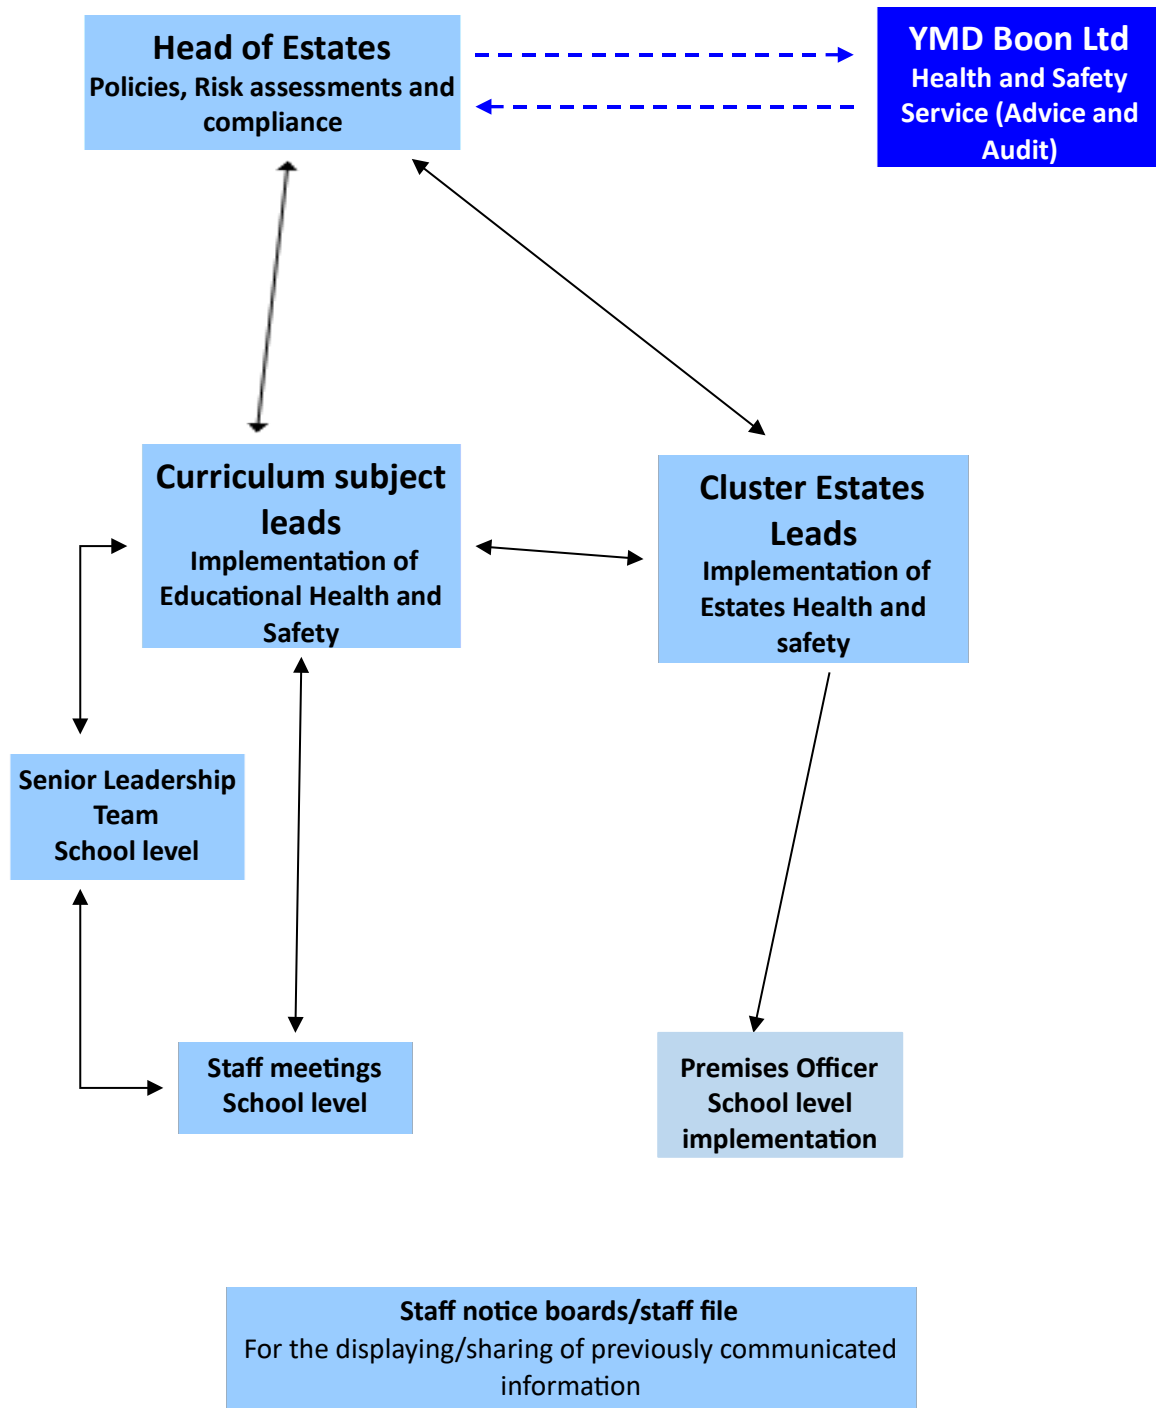 Head of Estates
Policies, Risk assessments and
compliance
YMD Boon Ltd
Health and Safety
Service (Advice and
Audit)
Curriculum subject
leads
Implementation of
Educational Health and
Safety
Cluster Estates
Leads
Implementation of
Estates Health and
safety
Senior Leadership
Team
School level
Staff meetings
School level
Premises Officer
School level
implementation
Staff notice boards/staff file
For the displaying/sharing of previously communicated
information